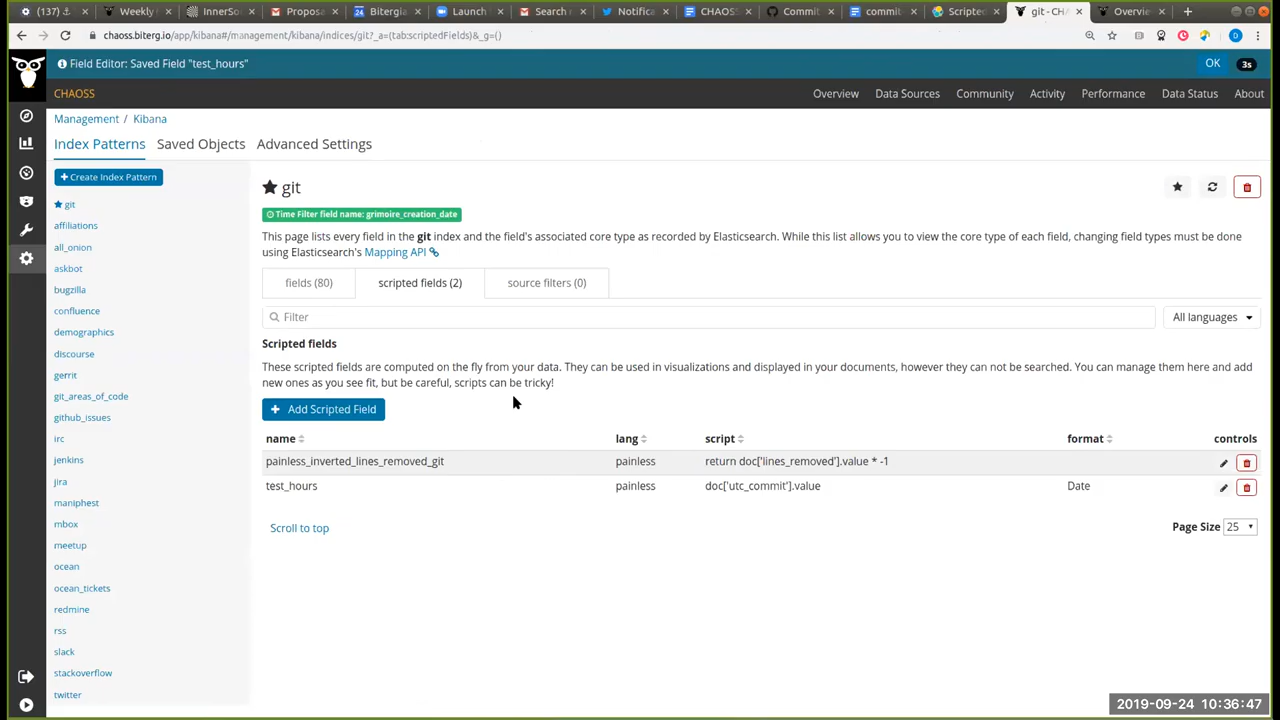 (137)
Weekly
InnerSo
Proposa
Bitergia
Launch
Search
Notifica
CHAOSS
Commit
commit
Scripted
git - CH
Overvie
chaoss.biterg.io/app/kibana#/management/kibana/indices/git?_a=(tab:scriptedFields)&_g=()
Field Editor: Saved Field "test_hours"
OK
3s
CHAOSS
Overview
Data Sources
Community
Activity
Performance
Data Status
About
Management / Kibana
Index Patterns
Saved Objects
Advanced Settings
+ Create Index Pattern
git
affiliations
all_onion
askbot
bugzilla
confluence
demographics
discourse
gerrit
git_areas_of_code
github_issues
irc
jenkins
jira
maniphest
mbox
meetup
ocean
ocean_tickets
redmine
rss
slack
stackoverflow
twitter
git
Time Filter field name: grimoire_creation_date
This page lists every field in the git index and the field's associated core type as recorded by Elasticsearch. While this list allows you to view the core type of each field, changing field types must be done
using Elasticsearch's Mapping API
fields (80)
scripted fields (2)
source filters (0)
Filter
All languages
Scripted fields
These scripted fields are computed on the fly from your data. They can be used in visualizations and displayed in your documents, however they can not be searched. You can manage them here and add
new ones as you see fit, but be careful, scripts can be tricky!
+ Add Scripted Field
name lang script format controls
painless_inverted_lines_removed_git painless return doc['lines_removed'].value * -1
test_hours painless doc['utc_commit'].value Date
Scroll to top
Page Size 25
2019-09-24 10:36:47